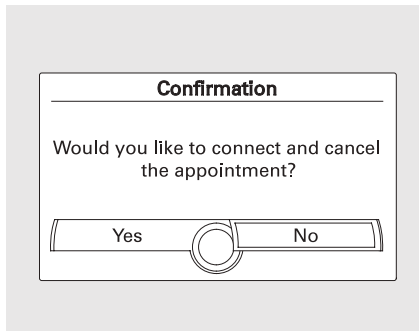 Confirmation
Would you like to connect and cancel
the appointment?
Yes
No